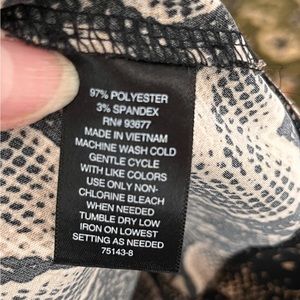 97% POLYESTER
3% SPANDEX
RN# 93677
MADE IN VIETNAM
MACHINE WASH COLD
GENTLE CYCLE
WITH LIKE COLORS
USE ONLY NON-
CHLORINE BLEACH
WHEN NEEDED
TUMBLE DRY LOW
IRON ON LOWEST
SETTING AS NEEDED
75143-8